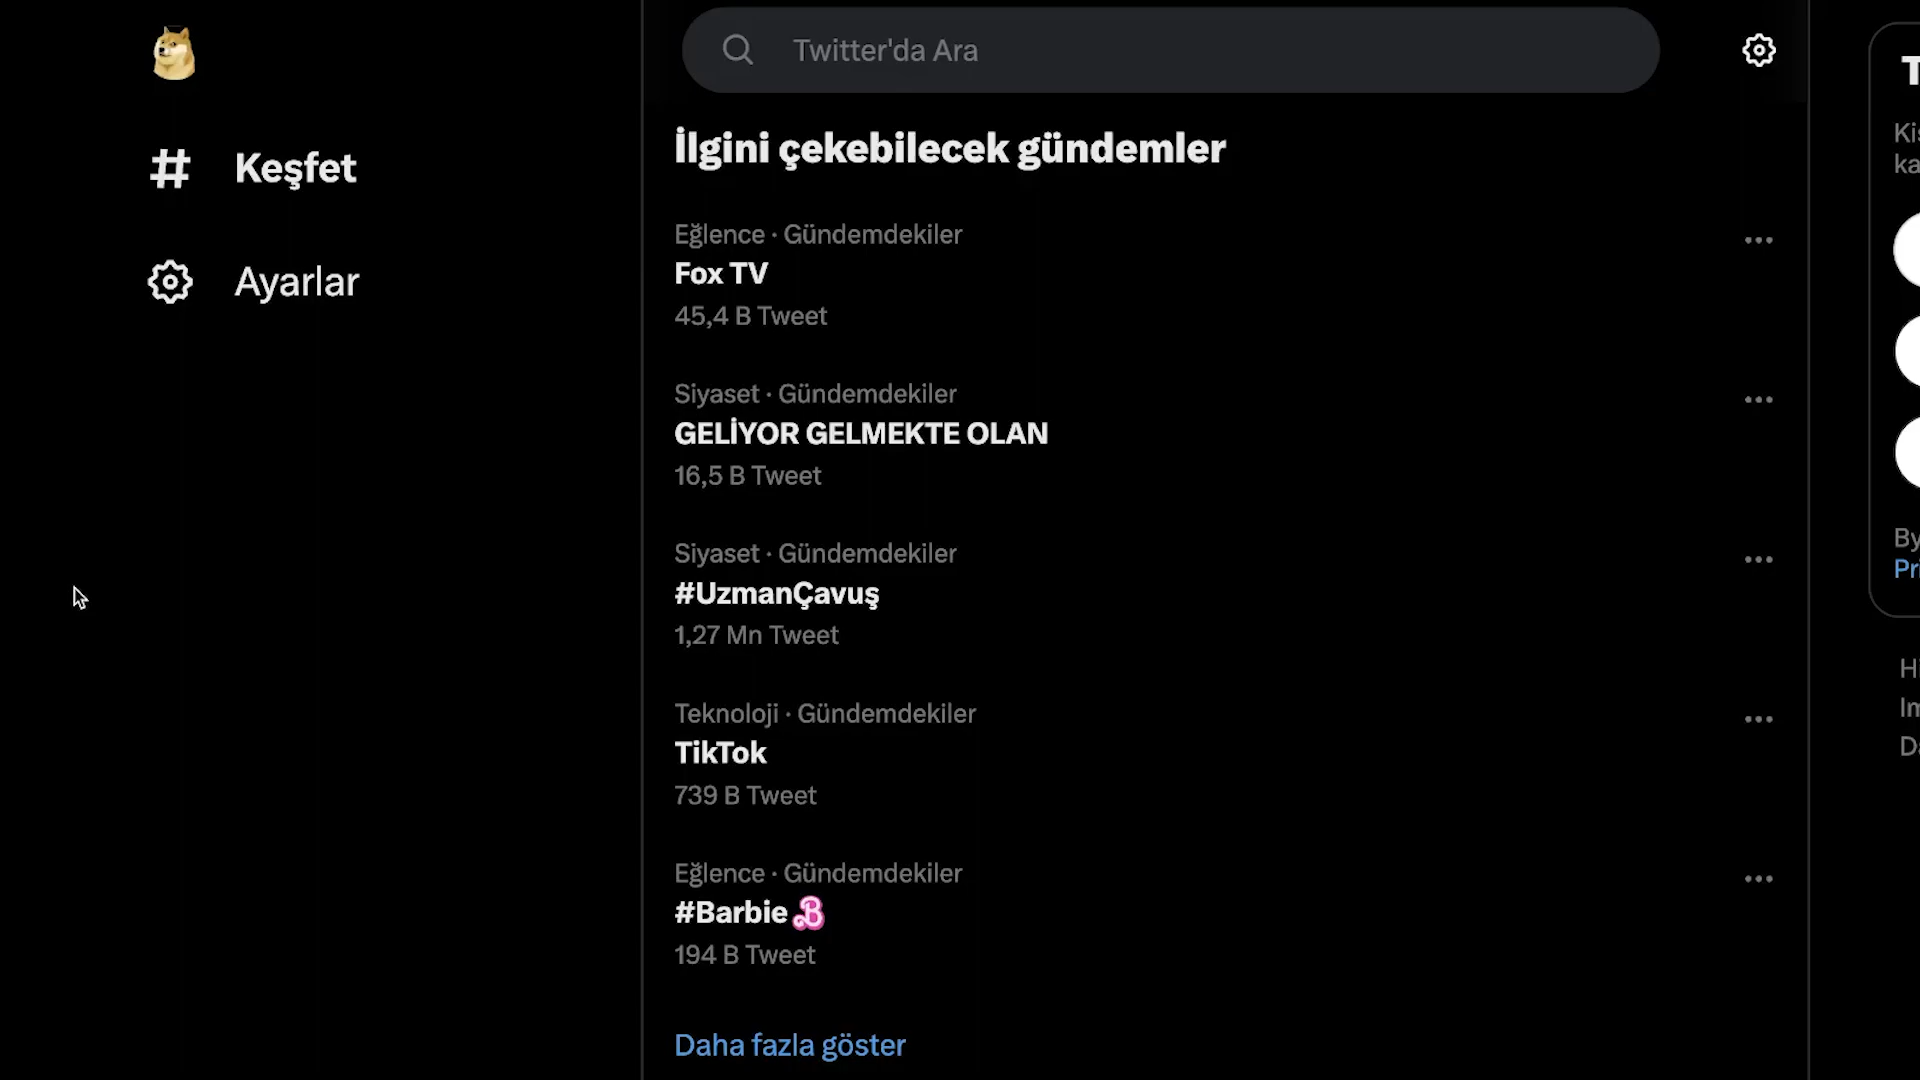 Twitter'da Ara
Keşfet
Ayarlar
İlgini çekebilecek gündemler
Eğlence · Gündemdekiler
Fox TV
45,4 B Tweet
Siyaset · Gündemdekiler
GELİYOR GELMEKTE OLAN
16,5 B Tweet
Siyaset · Gündemdekiler
#UzmanÇavuş
1,27 Mn Tweet
Teknoloji · Gündemdekiler
TikTok
739 B Tweet
Eğlence · Gündemdekiler
#Barbie
194 B Tweet
Daha fazla göster
By